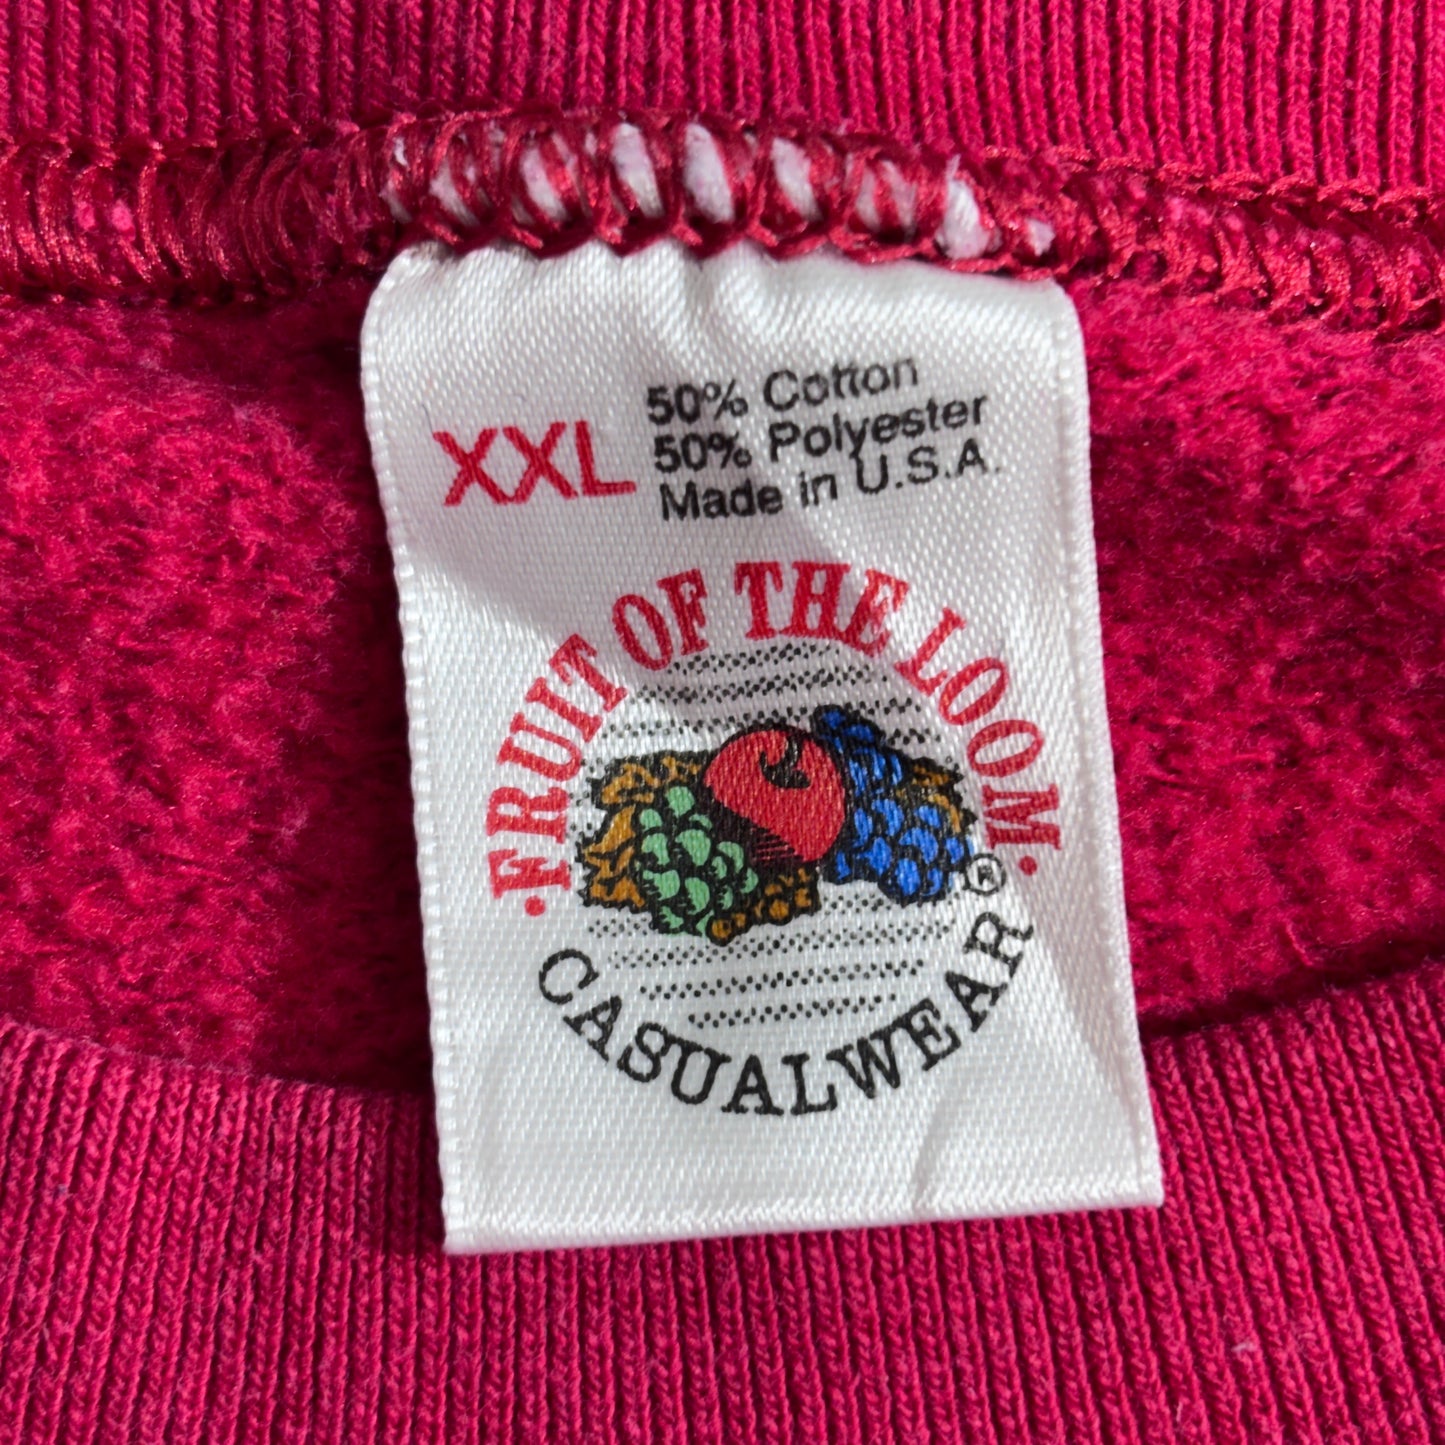 XXL
50% Cotton
50% Polyester
Made in U.S.A.
·FRUIT OF THE LOOM·
®
CASUALWEAR